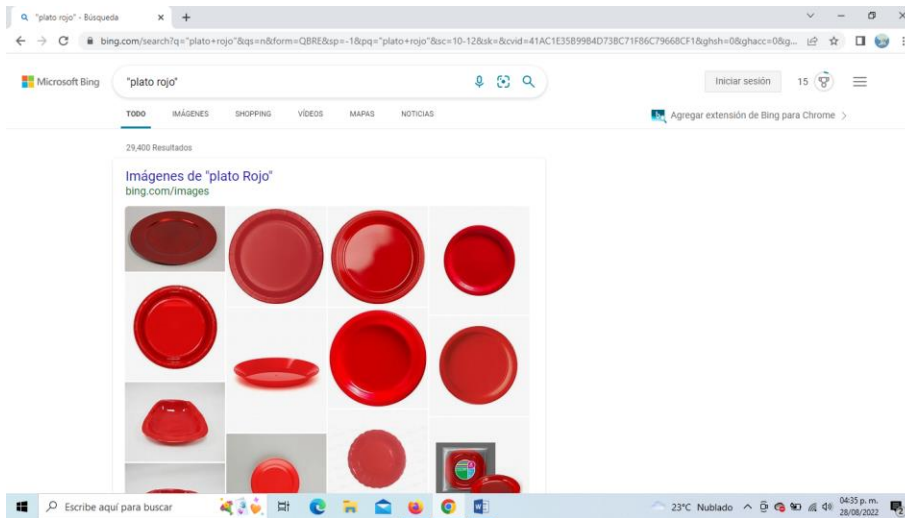 "plato rojo" - Búsqueda
bing.com/search?q="plato+rojo"&qs=n&form=QBRE&sp=-1&pq="plato+rojo"&sc=10-12&sk=&cvid=41AC1E35B99B4D73BC71F86C79668CF1&ghsh=0&ghacc=0&g...
Microsoft Bing
"plato rojo"
Iniciar sesión
15
TODO IMÁGENES SHOPPING VÍDEOS MAPAS NOTICIAS
Agregar extensión de Bing para Chrome
29,400 Resultados
Imágenes de "plato Rojo"
bing.com/images
Escribe aquí para buscar
23°C Nublado
04:35 p. m.
28/08/2022